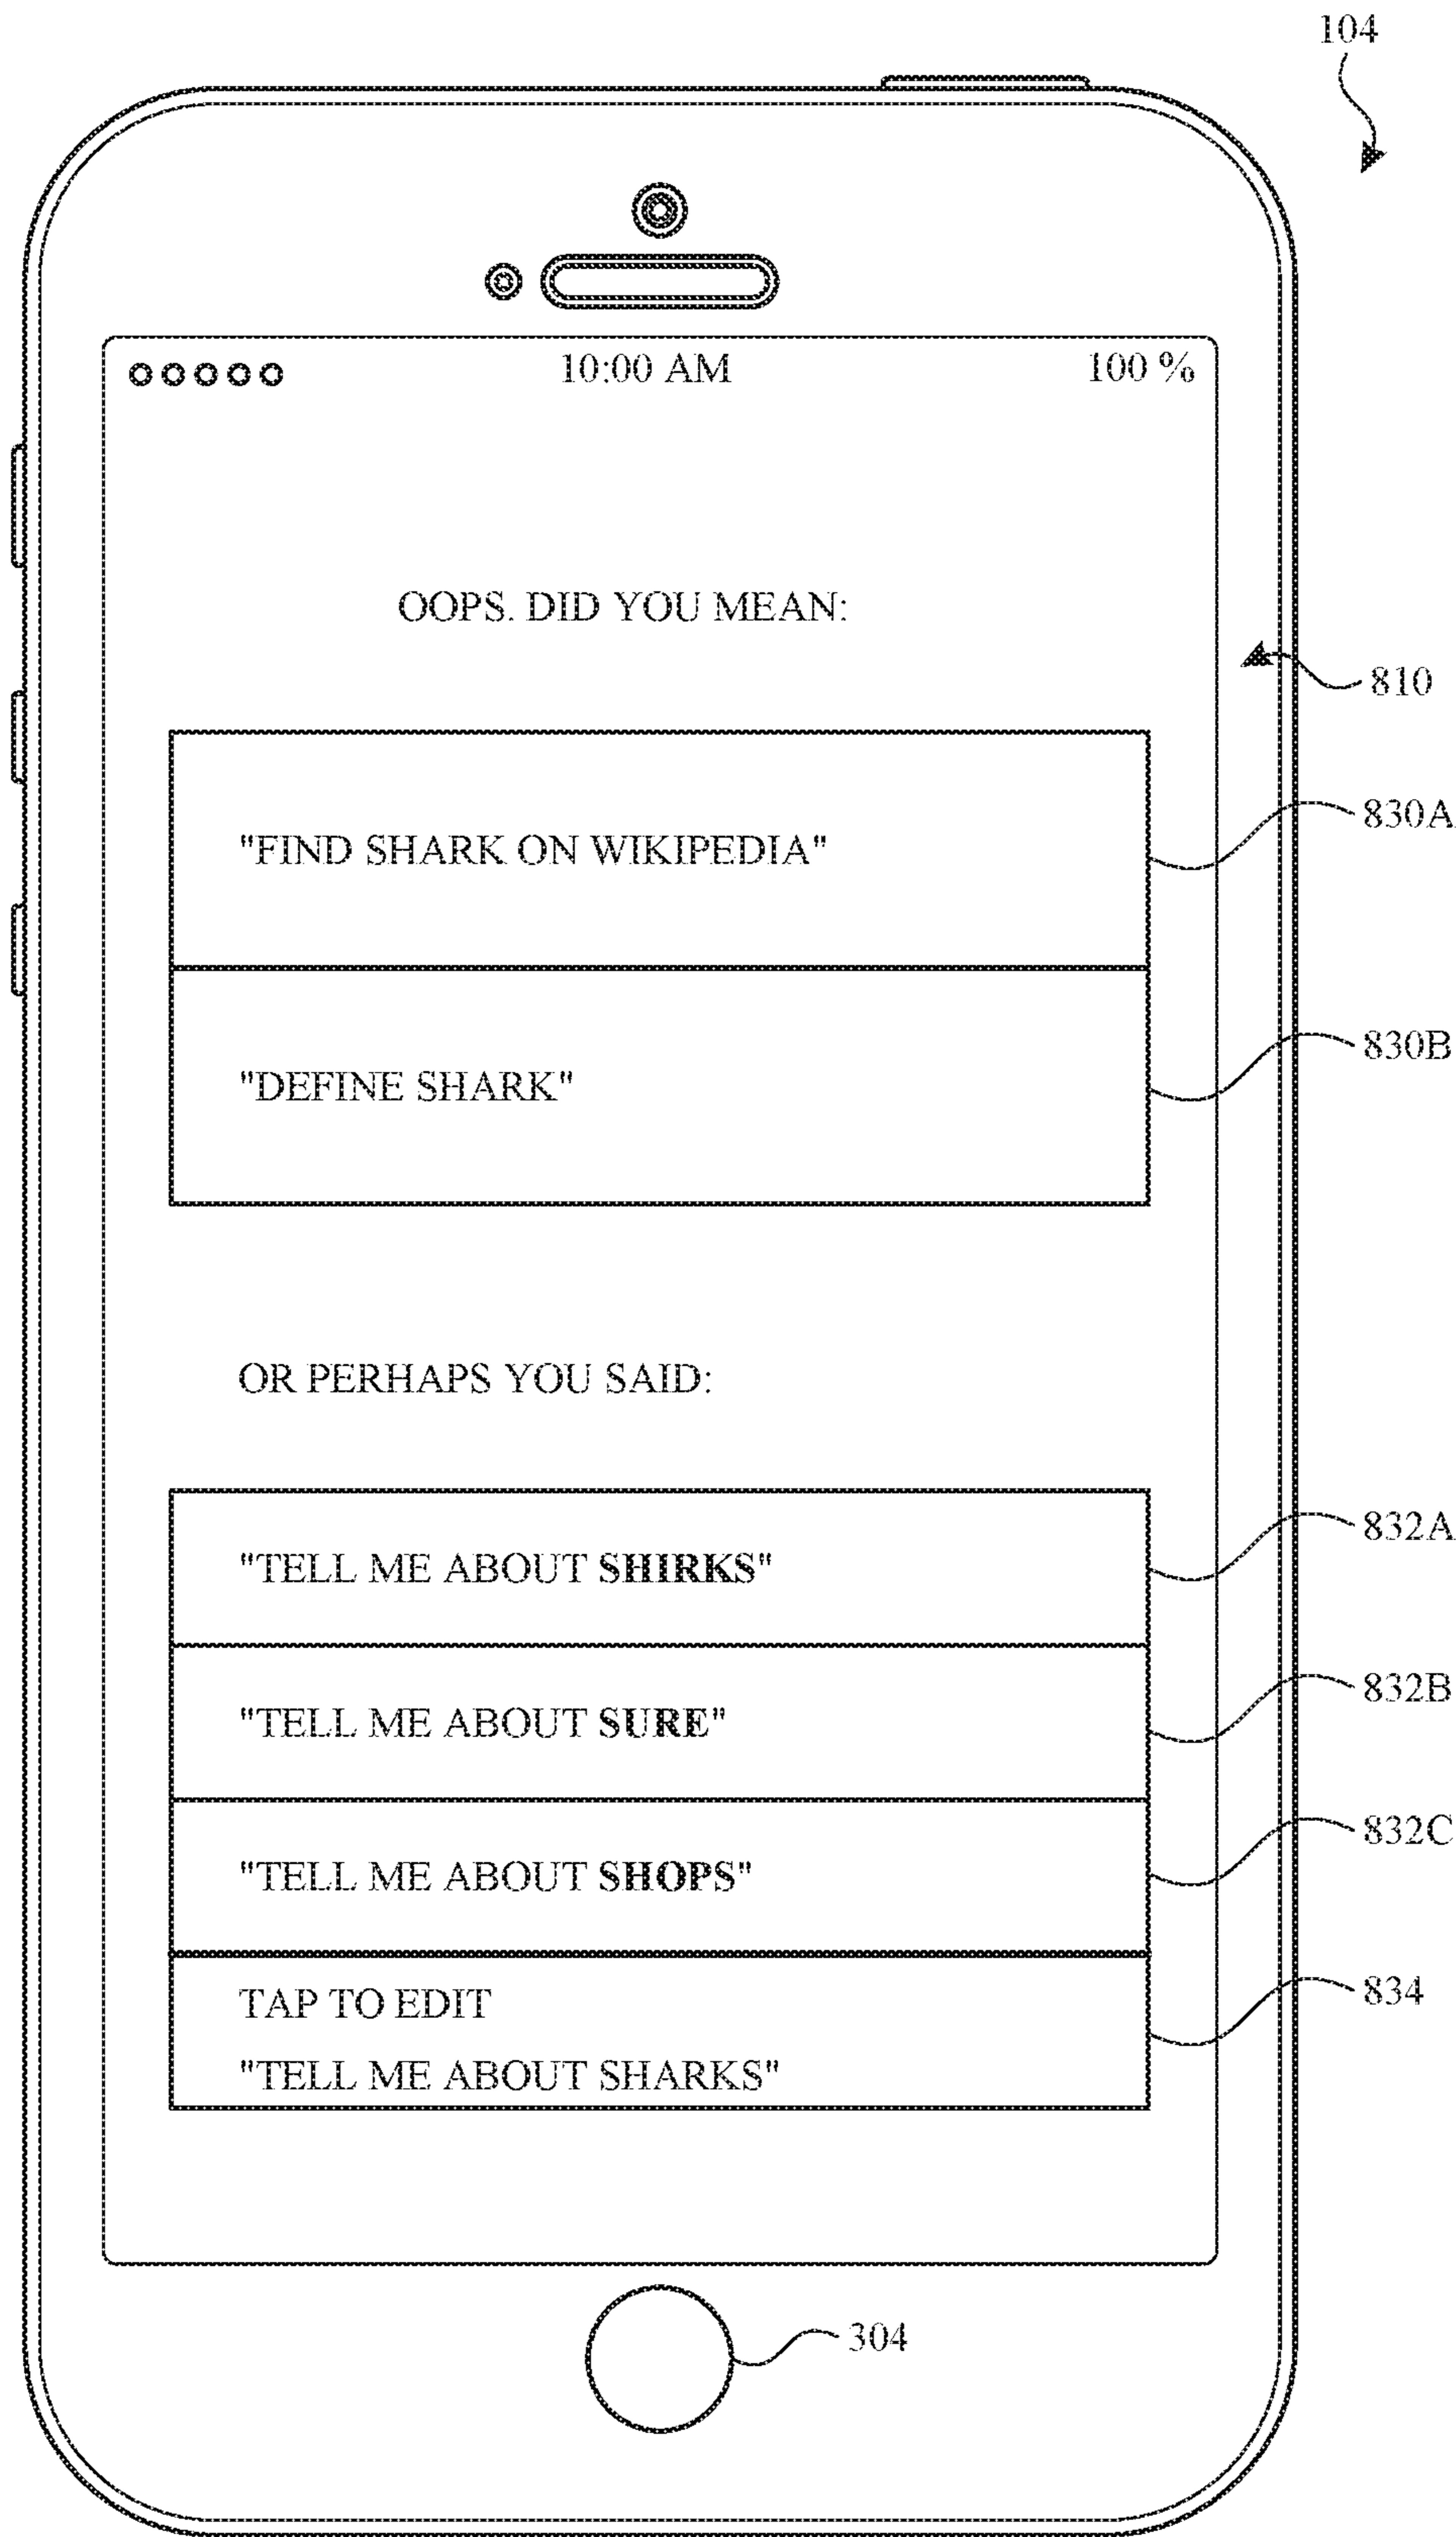 104
10:00 AM 100 %
OOPS. DID YOU MEAN:
810
"FIND SHARK ON WIKIPEDIA"
830A
"DEFINE SHARK"
830B
OR PERHAPS YOU SAID:
"TELL ME ABOUT SHIRKS"
832A
"TELL ME ABOUT SURE"
832B
"TELL ME ABOUT SHOPS"
832C
TAP TO EDIT
834
"TELL ME ABOUT SHARKS"
304